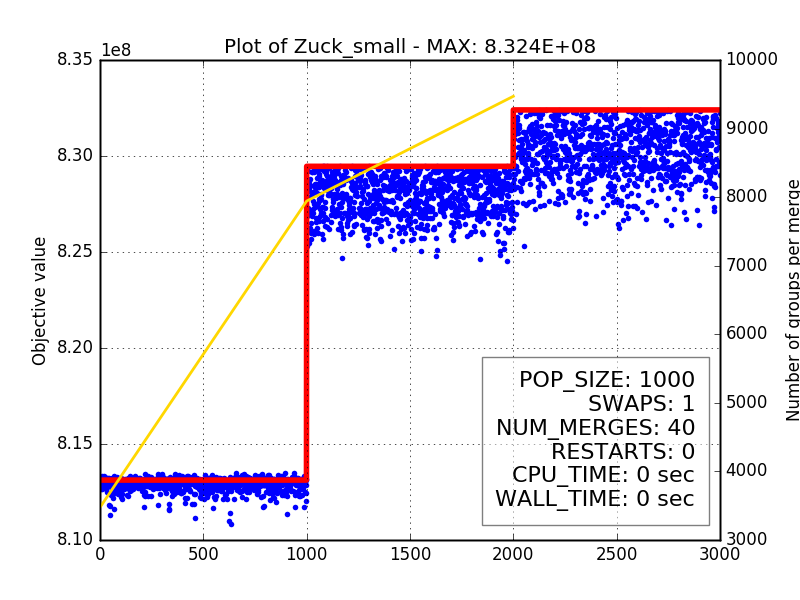 Plot of Zuck_small - MAX: 8.324E+08
1e8
8.35
8.30
8.25
8.20
8.15
8.10
Objective value
10000
9000
8000
7000
6000
5000
4000
3000
Number of groups per merge
POP_SIZE: 1000
SWAPS: 1
NUM_MERGES: 40
RESTARTS: 0
CPU_TIME: 0 sec
WALL_TIME: 0 sec
0 500 1000 1500 2000 2500 3000